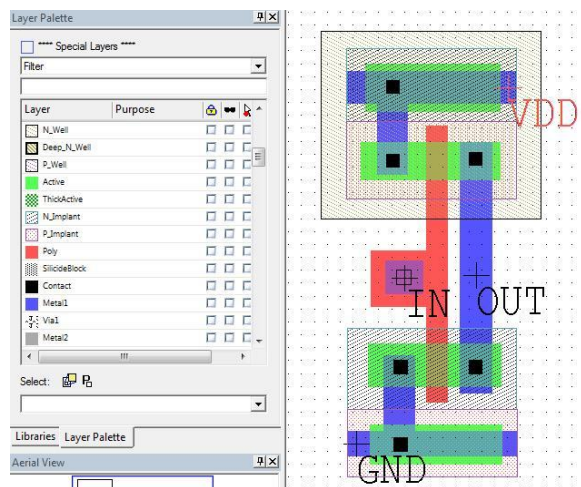 Layer Palette
**** Special Layers ****
Filter
Layer Purpose
N_Well
Deep_N_Well
P_Well
Active
ThickActive
N_Implant
P_Implant
Poly
SilicideBlock
Contact
Metal1
Via1
Metal2
Select:
Libraries Layer Palette
Aerial View
VDD
IN OUT
GND